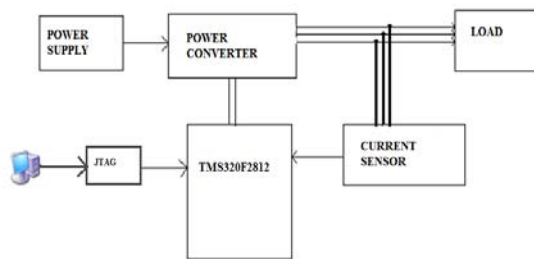 POWER
SUPPLY
POWER
CONVERTER
LOAD
JTAG
TMS320F2812
CURRENT
SENSOR